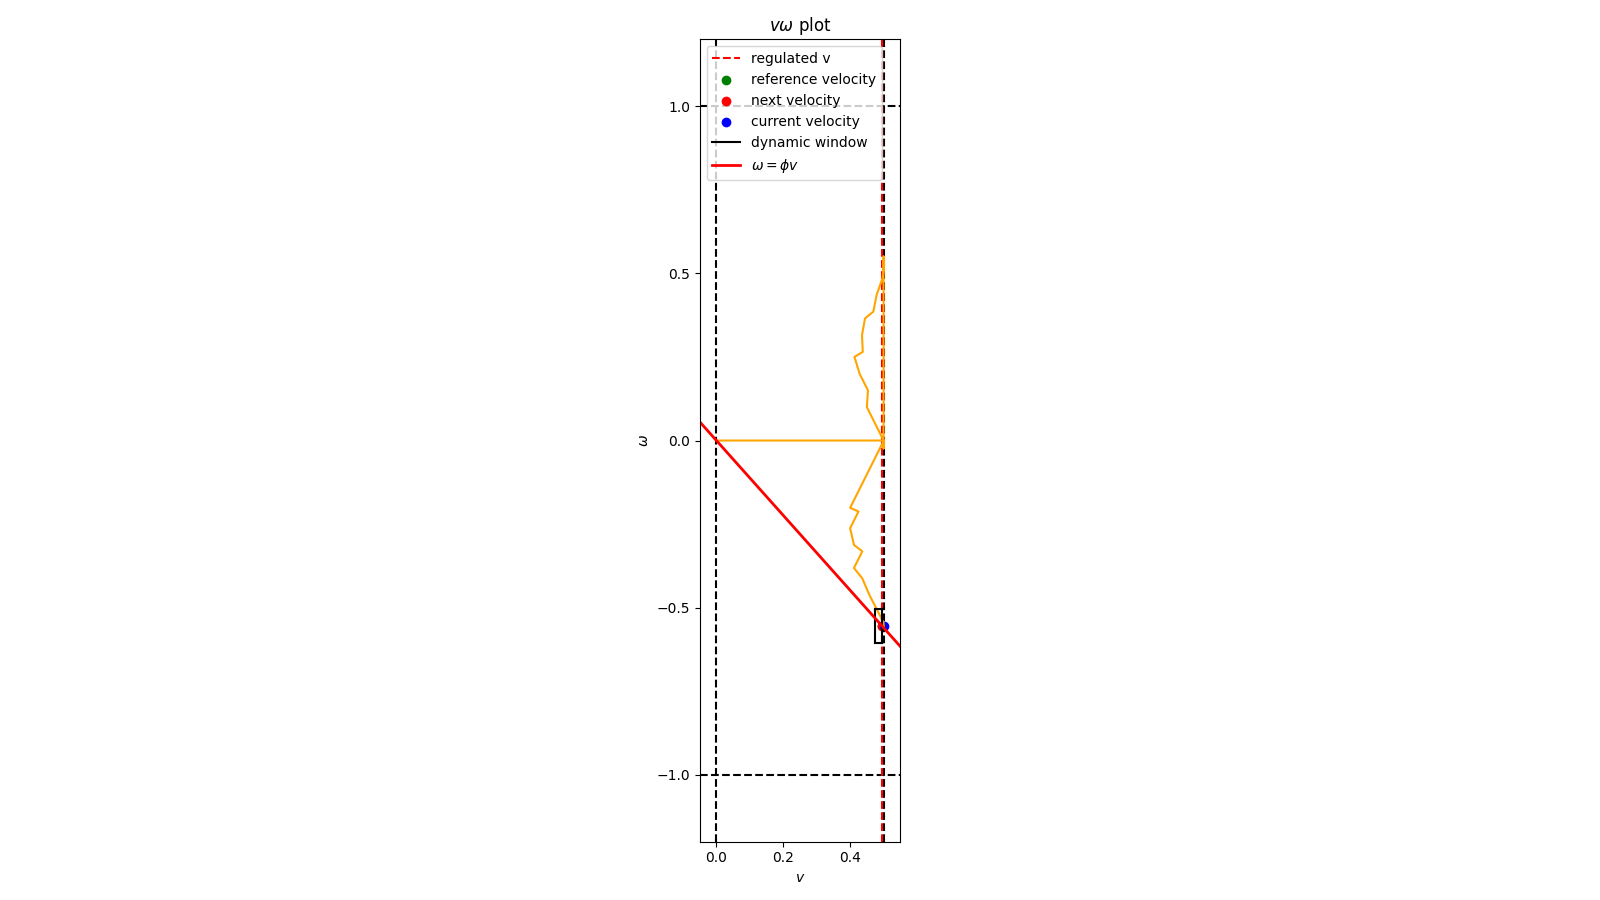 vω plot
regulated v
reference velocity
next velocity
current velocity
dynamic window
ω = ϕv
1.0
0.5
0.0
−0.5
−1.0
ω
0.0 0.2 0.4
v